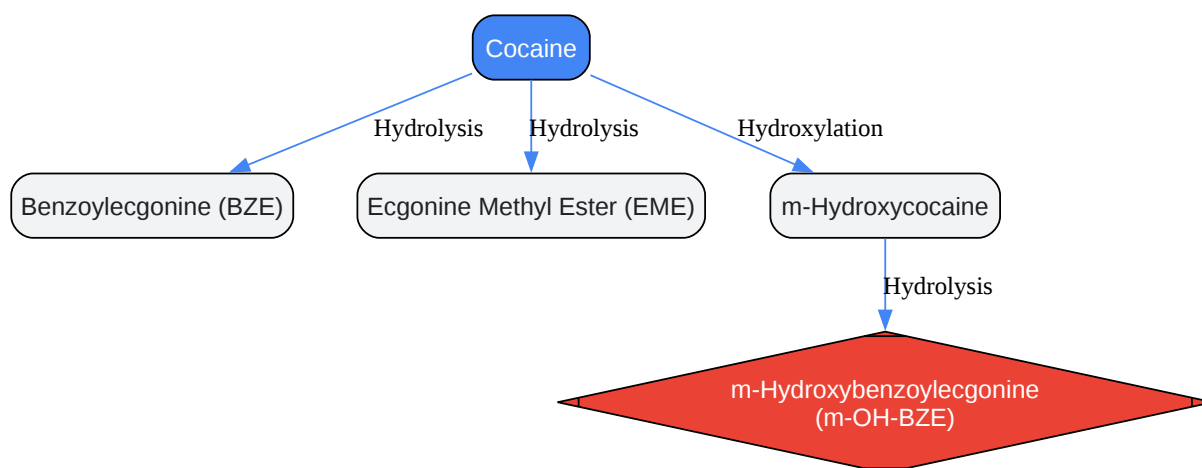 Cocaine
Hydrolysis
Hydrolysis
Hydroxylation
Benzoylecgonine (BZE)
Ecgonine Methyl Ester (EME)
m-Hydroxycocaine
Hydrolysis
m-Hydroxybenzoylecgonine
(m-OH-BZE)